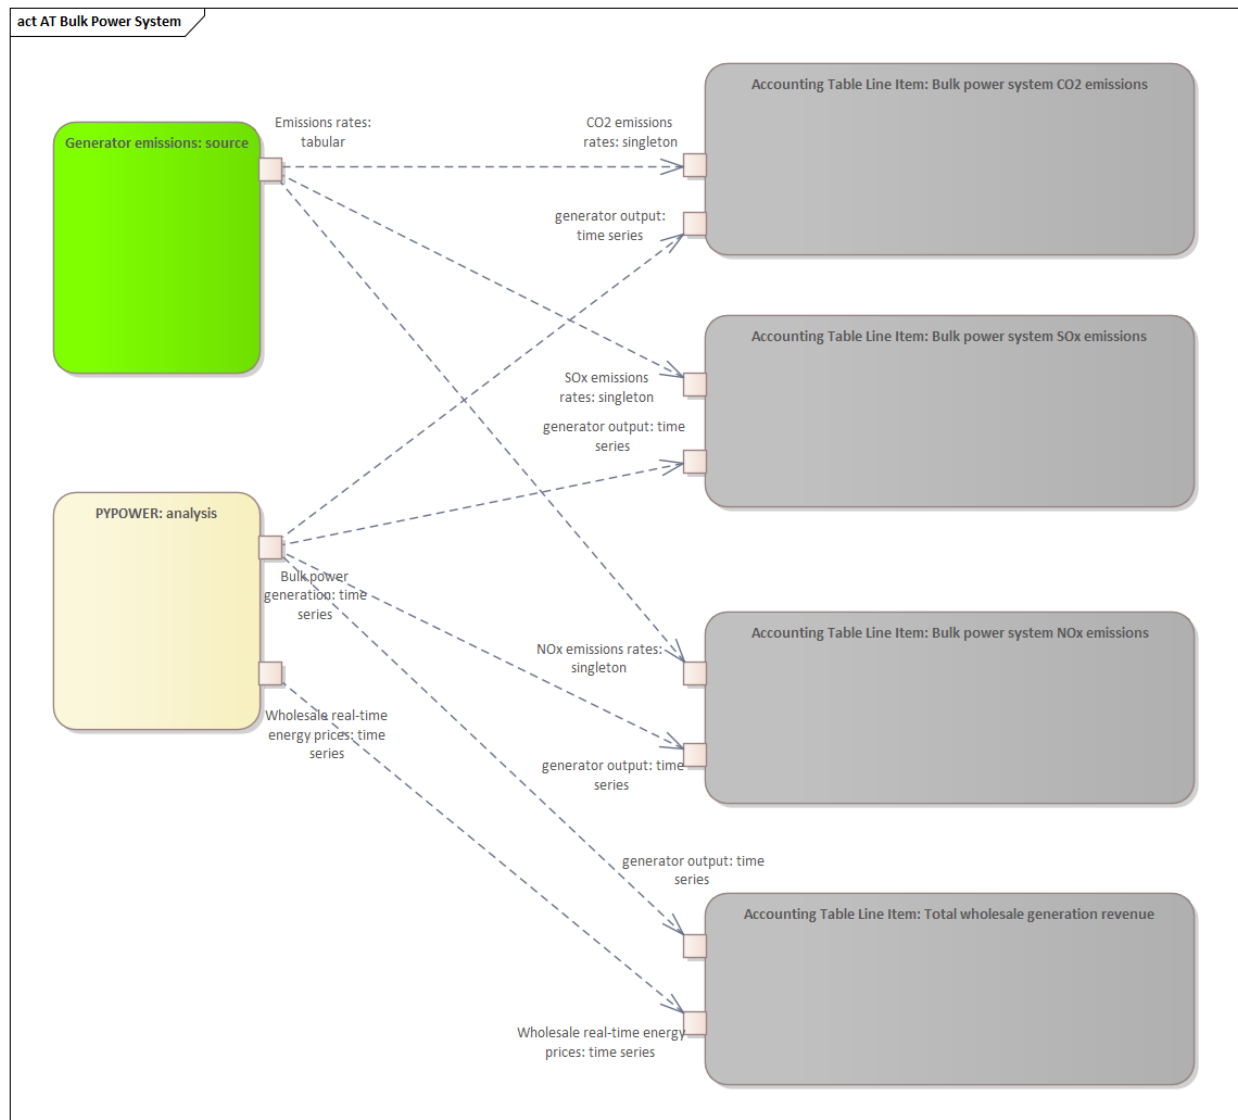 act AT Bulk Power System
Accounting Table Line Item: Bulk power system CO2 emissions
Generator emissions: source
Emissions rates:
tabular
CO2 emissions
rates: singleton
generator output:
time series
Accounting Table Line Item: Bulk power system SOx emissions
SOx emissions
rates: singleton
generator output: time
series
PYPOWER: analysis
Bulk power
generation: time
series
Wholesale real-time
energy prices: time
series
Accounting Table Line Item: Bulk power system NOx emissions
NOx emissions rates:
singleton
generator output: time
series
generator output: time
series
Accounting Table Line Item: Total wholesale generation revenue
Wholesale real-time energy
prices: time series